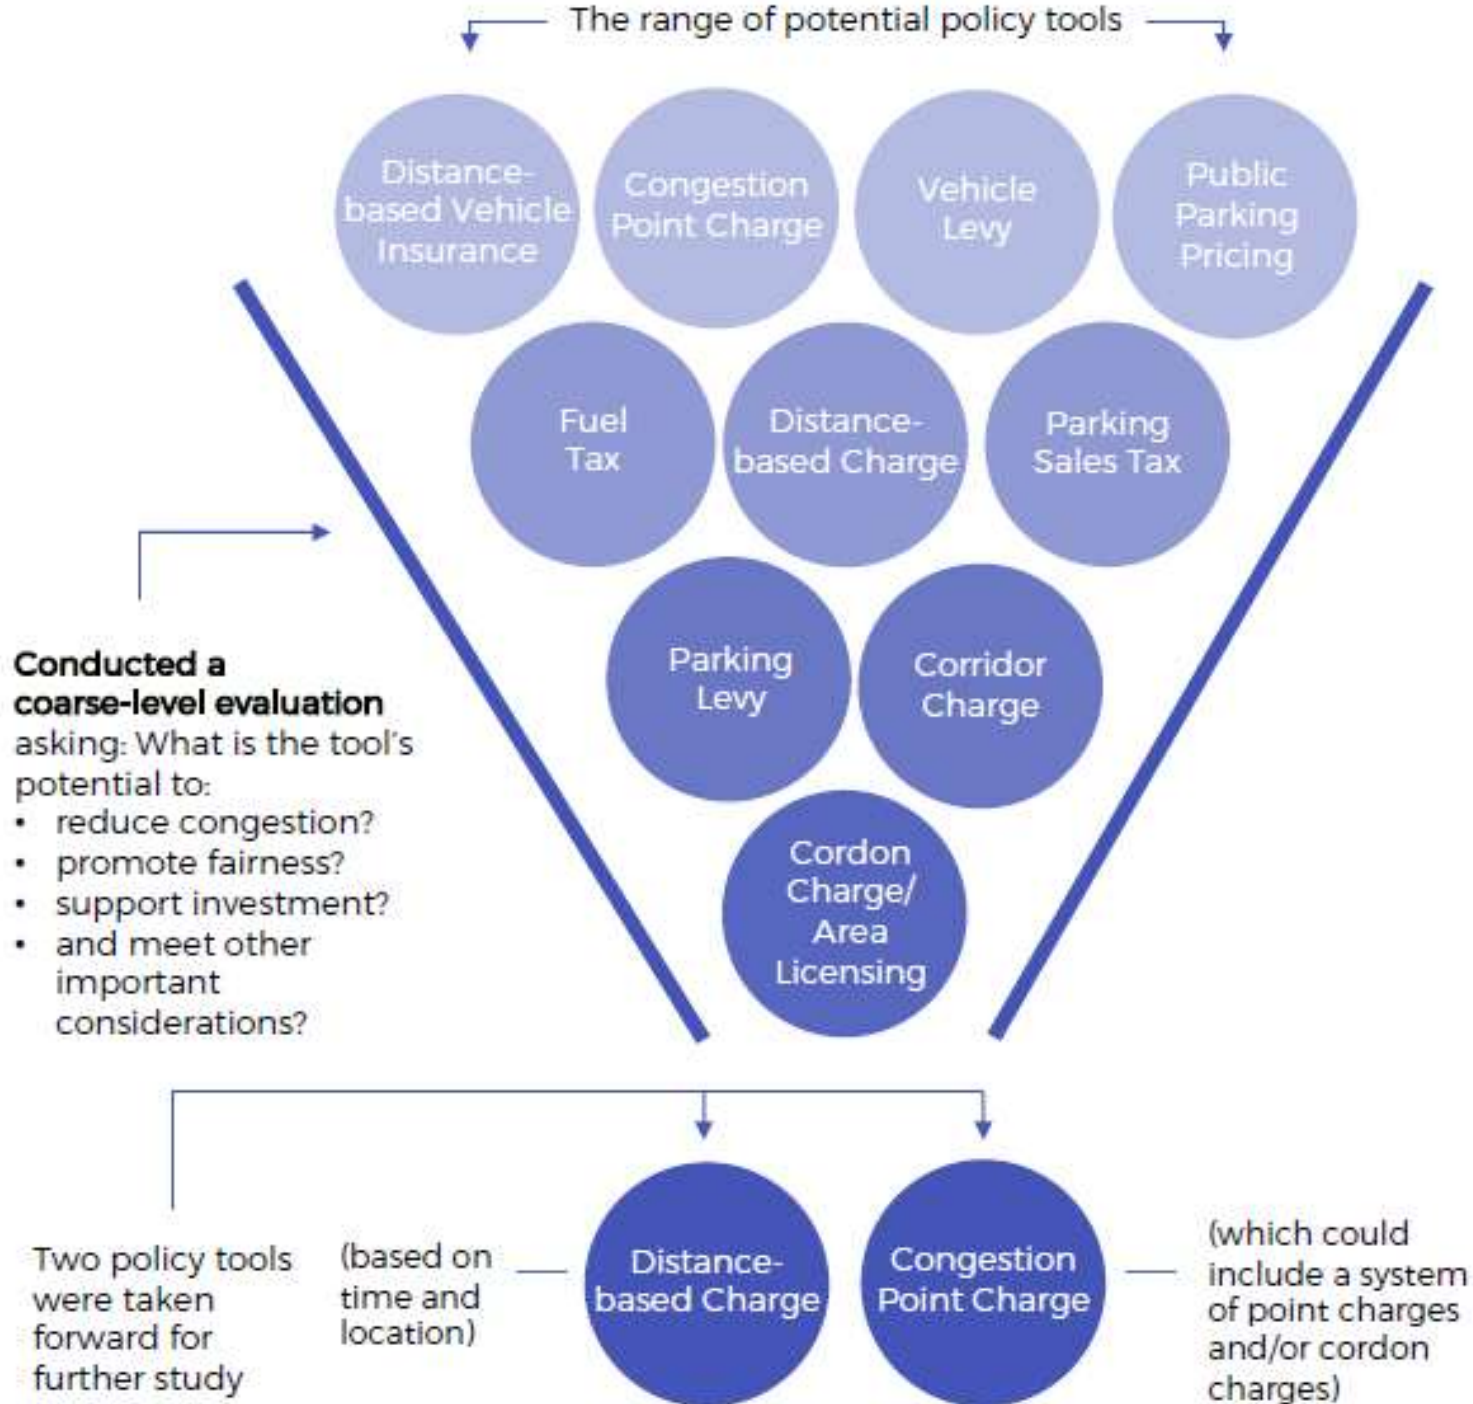 The range of potential policy tools
Distance-
based Vehicle
Insurance
Congestion
Point Charge
Vehicle
Levy
Public
Parking
Pricing
Fuel
Tax
Distance-
based Charge
Parking
Sales Tax
Parking
Levy
Corridor
Charge
Cordon
Charge/
Area
Licensing
Conducted a
coarse-level evaluation
asking: What is the tool's
potential to:
• reduce congestion?
• promote fairness?
• support investment?
• and meet other
important
considerations?
Two policy tools
were taken
forward for
further study
(based on
time and
location)
Distance-
based Charge
Congestion
Point Charge
(which could
include a system
of point charges
and/or cordon
charges)